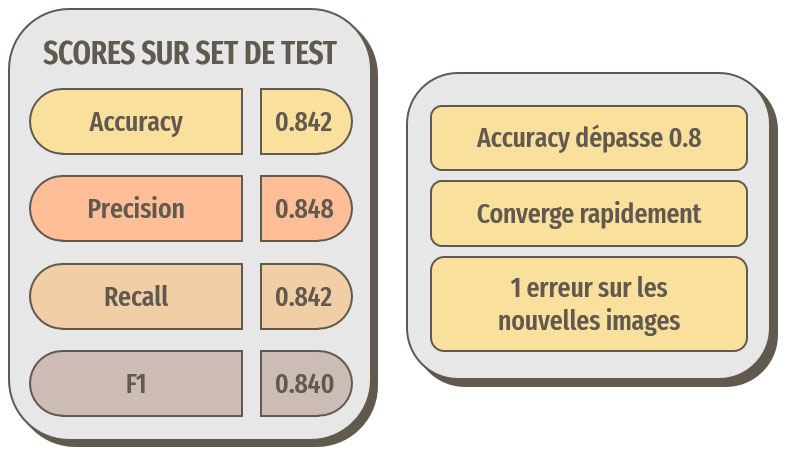 SCORES SUR SET DE TEST
Accuracy 0.842
Precision 0.848
Recall 0.842
F1 0.840
Accuracy dépasse 0.8
Converge rapidement
1 erreur sur les
nouvelles images